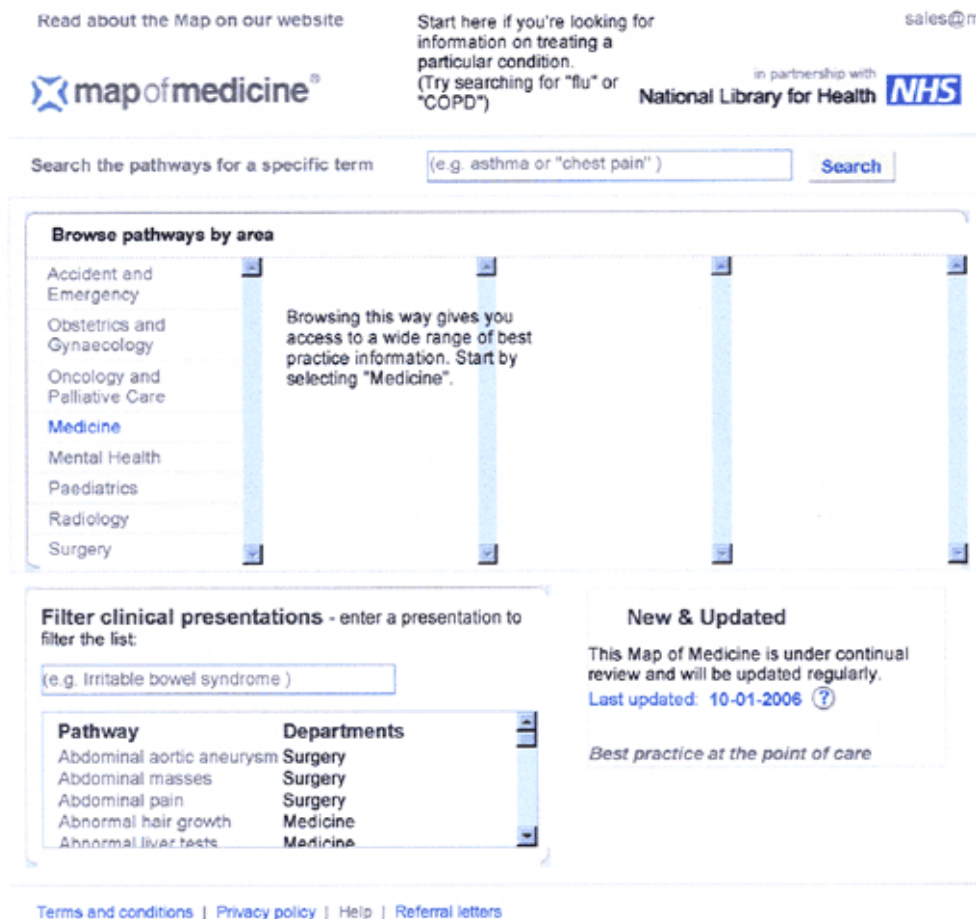 Read about the Map on our website
Start here if you're looking for
information on treating a
particular condition.
(Try searching for "flu" or
"COPD")
sales@m
mapofmedicine®
in partnership with
National Library for Health NHS
Search the pathways for a specific term
(e.g. asthma or "chest pain" )
Search
Browse pathways by area
Accident and
Emergency
Obstetrics and
Gynaecology
Oncology and
Palliative Care
Medicine
Mental Health
Paediatrics
Radiology
Surgery
Browsing this way gives you
access to a wide range of best
practice information. Start by
selecting "Medicine".
Filter clinical presentations - enter a presentation to
filter the list:
(e.g. Irritable bowel syndrome )
Pathway Departments
Abdominal aortic aneurysm Surgery
Abdominal masses Surgery
Abdominal pain Surgery
Abnormal hair growth Medicine
Abnormal liver tests Medicine
New & Updated
This Map of Medicine is under continual
review and will be updated regularly.
Last updated: 10-01-2006 ?
Best practice at the point of care
Terms and conditions | Privacy policy | Help | Referral letters